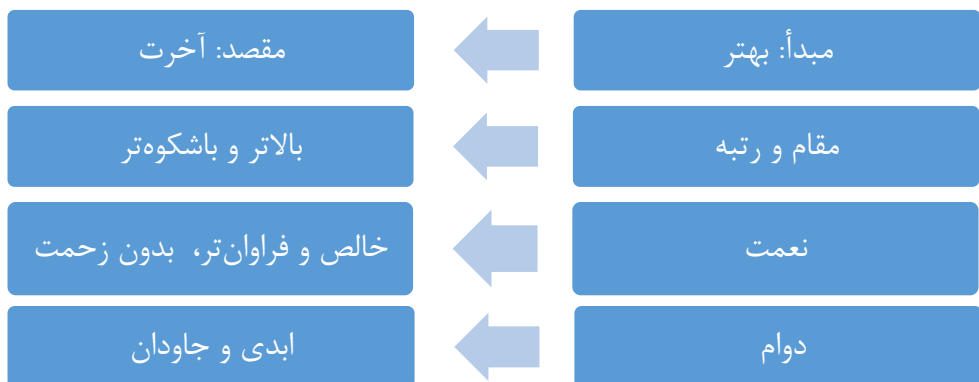 مبدأ: بهتر
مقصد: آخرت
مقام و رتبه
بالاتر و باشکوه‌تر
نعمت
خالص و فراوان‌تر، بدون زحمت
دوام
ابدی و جاودان